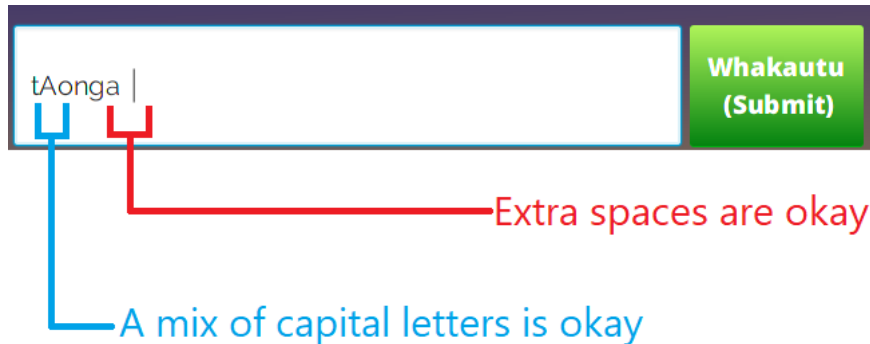 tAonga
Whakautu
(Submit)
Extra spaces are okay
A mix of capital letters is okay